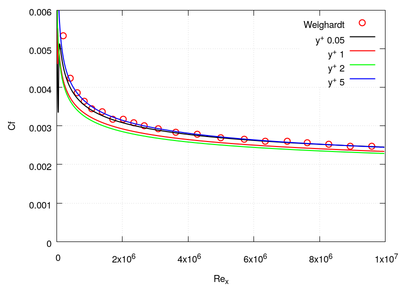 0.006
0.005
0.004
0.003
0.002
0.001
0
Cf
Weighardt
y+ 0.05
y+ 1
y+ 2
y+ 5
0 2x10^6 4x10^6 6x10^6 8x10^6 1x10^7
Re_x